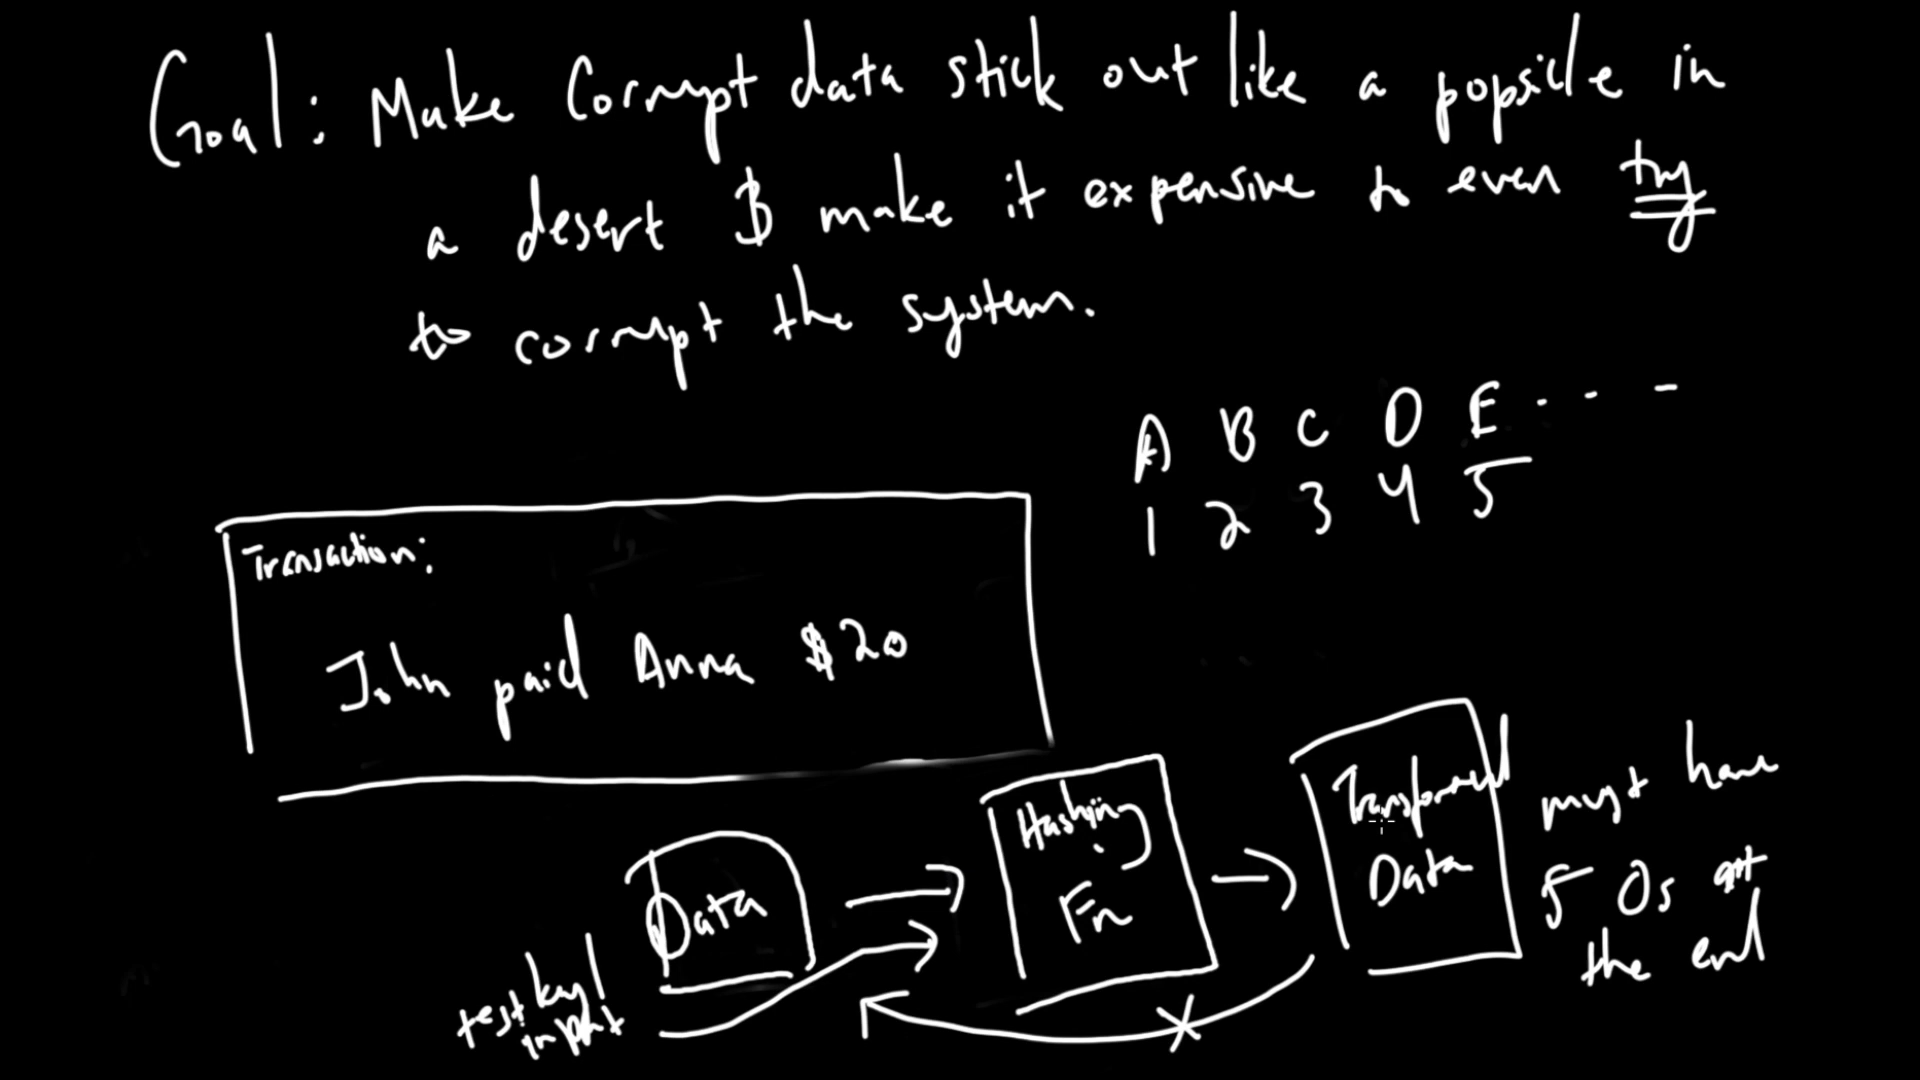 Goal: Make Corrupt data stick out like a popsicle in
a desert & make it expensive to even try
to corrupt the system.
A B C D E . . -
1 2 3 4 5
Transaction:
John paid Anna $20
Data
test key/
input
Hashing
Fn
Transformed
Data
must have
5 0s at
the end